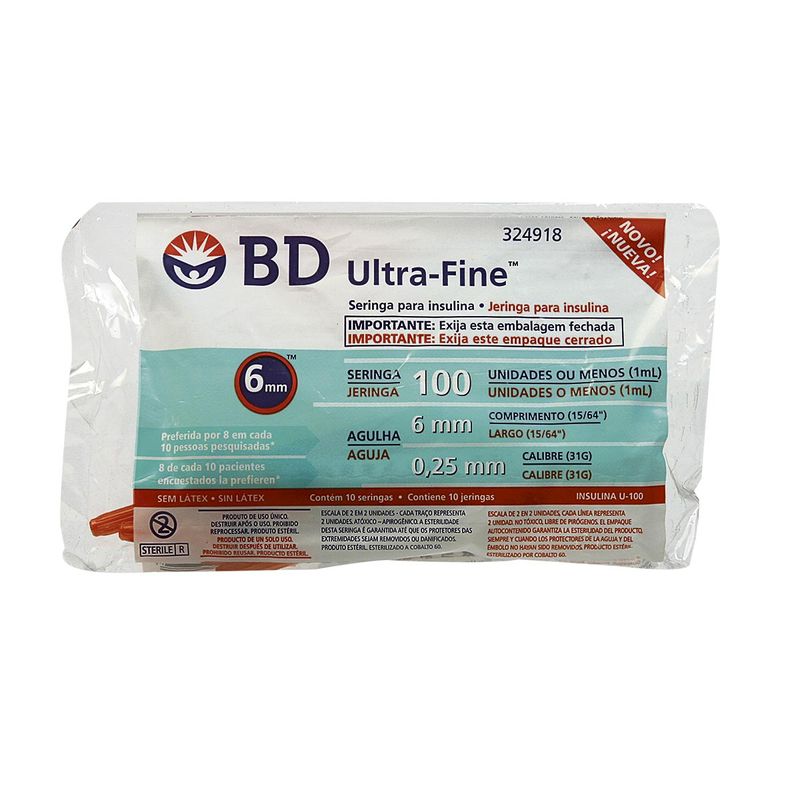 324918
NOVO!
¡NUEVA!
BD Ultra-Fine™
Seringa para insulina • Jeringa para insulina
IMPORTANTE: Exija esta embalagem fechada
IMPORTANTE: Exija este empaque cerrado
6mm™
SERINGA
JERINGA
100
UNIDADES OU MENOS (1mL)
UNIDADES O MENOS (1mL)
AGULHA
AGUJA
6 mm
COMPRIMENTO (15/64")
LARGO (15/64")
0,25 mm
CALIBRE (31G)
CALIBRE (31G)
Preferida por 8 em cada
10 pessoas pesquisadas*
8 de cada 10 pacientes
encuestados la prefieren*
SEM LÁTEX • SIN LÁTEX
Contém 10 seringas • Contiene 10 jeringas
INSULINA U-100
2
STERILE R
PRODUTO DE USO ÚNICO.
DESTRUIR APÓS O USO. PROIBIDO
REPROCESSAR. PRODUTO ESTÉRIL.
PRODUCTO DE UN SOLO USO.
DESTRUIR DESPUÉS DE UTILIZAR.
PROHIBIDO REUSAR. PRODUCTO ESTÉRIL.
ESCALA DE 2 EM 2 UNIDADES - CADA TRAÇO REPRESENTA
2 UNIDADES. ATÓXICO – APIROGÊNICO. A ESTERILIDADE
DESTA SERINGA É GARANTIDA ATÉ QUE OS PROTETORES DAS
EXTREMIDADES SEJAM REMOVIDOS OU DANIFICADOS.
PRODUTO ESTÉRIL. ESTERILIZADO A COBALTO 60.
ESCALA DE 2 EN 2 UNIDADES, CADA LÍNEA REPRESENTA
2 UNIDAD. NO TÓXICO, LIBRE DE PIRÓGENOS. EL EMPAQUE
AUTOCONTENIDO GARANTIZA LA ESTERILIDAD DEL PRODUCTO,
SIEMPRE Y CUANDO LOS PROTECTORES DE LA AGUJA Y DEL
ÉMBOLO NO HAYAN SIDO REMOVIDOS. PRODUCTO ESTÉRIL.
ESTERILIZADO POR COBALTO 60.